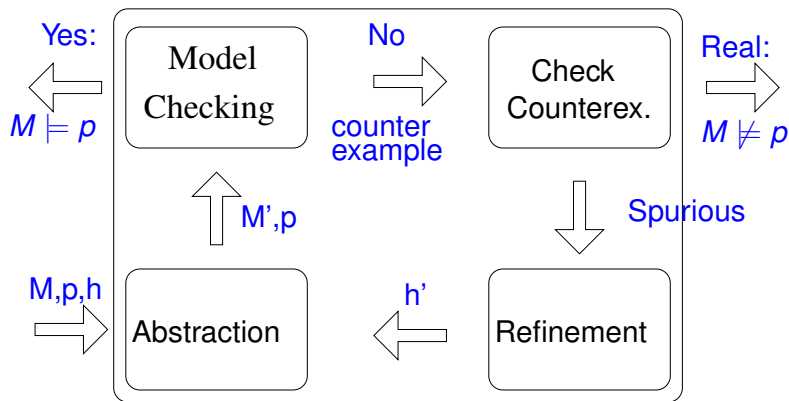 Yes:
M ⊨ p
Model
Checking
No
counter
example
Check
Counterex.
Real:
M ⊭ p
M',p
Spurious
M,p,h
Abstraction
h'
Refinement